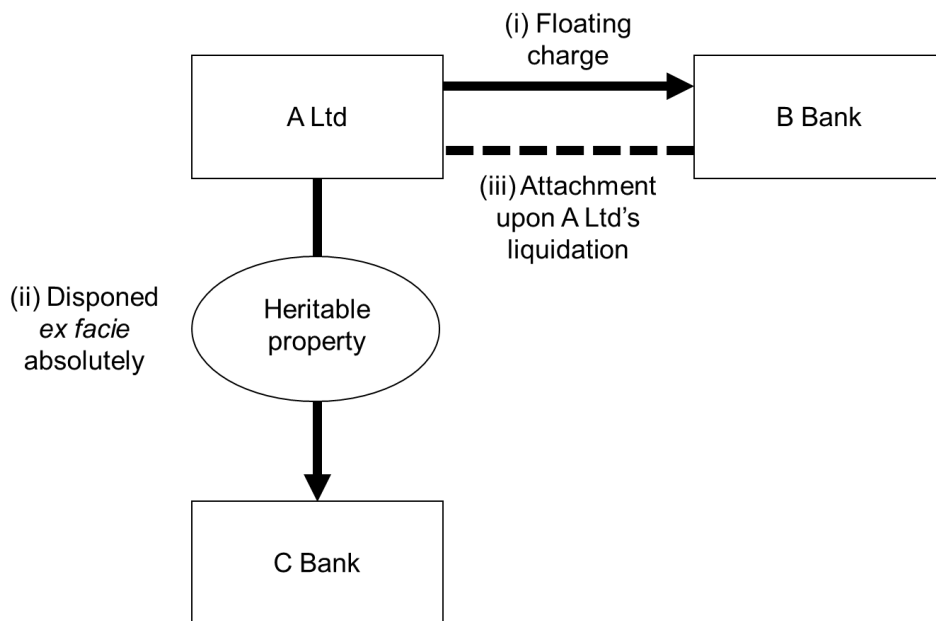 (i) Floating
charge
A Ltd
B Bank
(iii) Attachment
upon A Ltd's
liquidation
(ii) Disponed
ex facie
absolutely
Heritable
property
C Bank